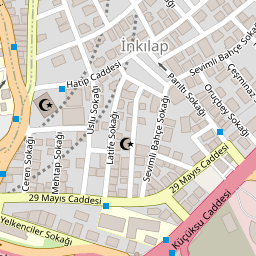 İnkılap
Hatip Caddesi
Sevimli Bahçe Sokağı
Parıltı Sokağı
Oruçbey Sokağı
Uslu Sokağı
Latife Sokağı
Sevimli Bahçe Sokağı
Ceren Sokağı
Mehtap Sokağı
29 Mayıs Caddesi
29 Mayıs Caddesi
Küçüksu Caddesi
Yelkenciler Sokağı